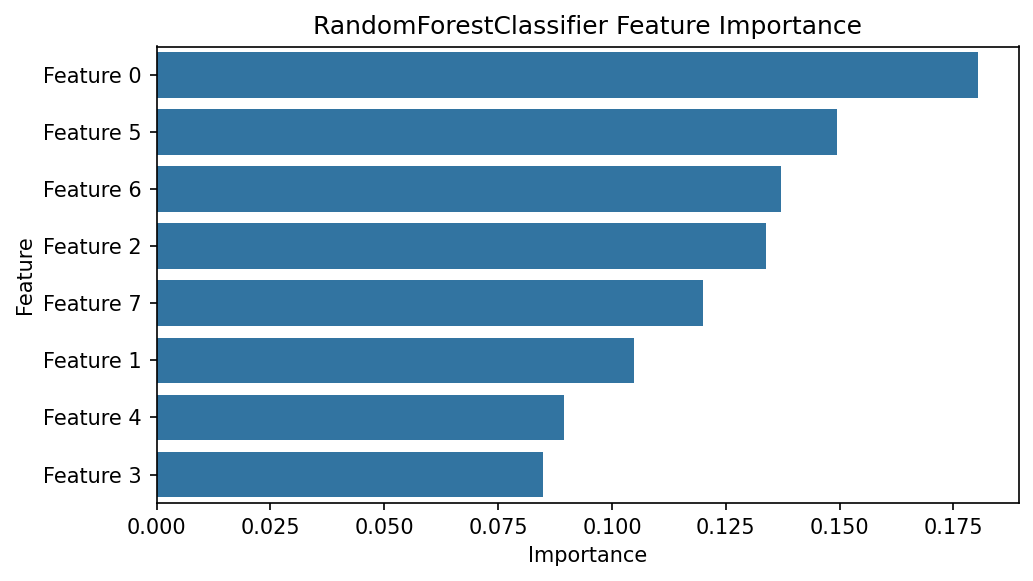 RandomForestClassifier Feature Importance
Feature
Feature 0
Feature 5
Feature 6
Feature 2
Feature 7
Feature 1
Feature 4
Feature 3
0.000 0.025 0.050 0.075 0.100 0.125 0.150 0.175
Importance